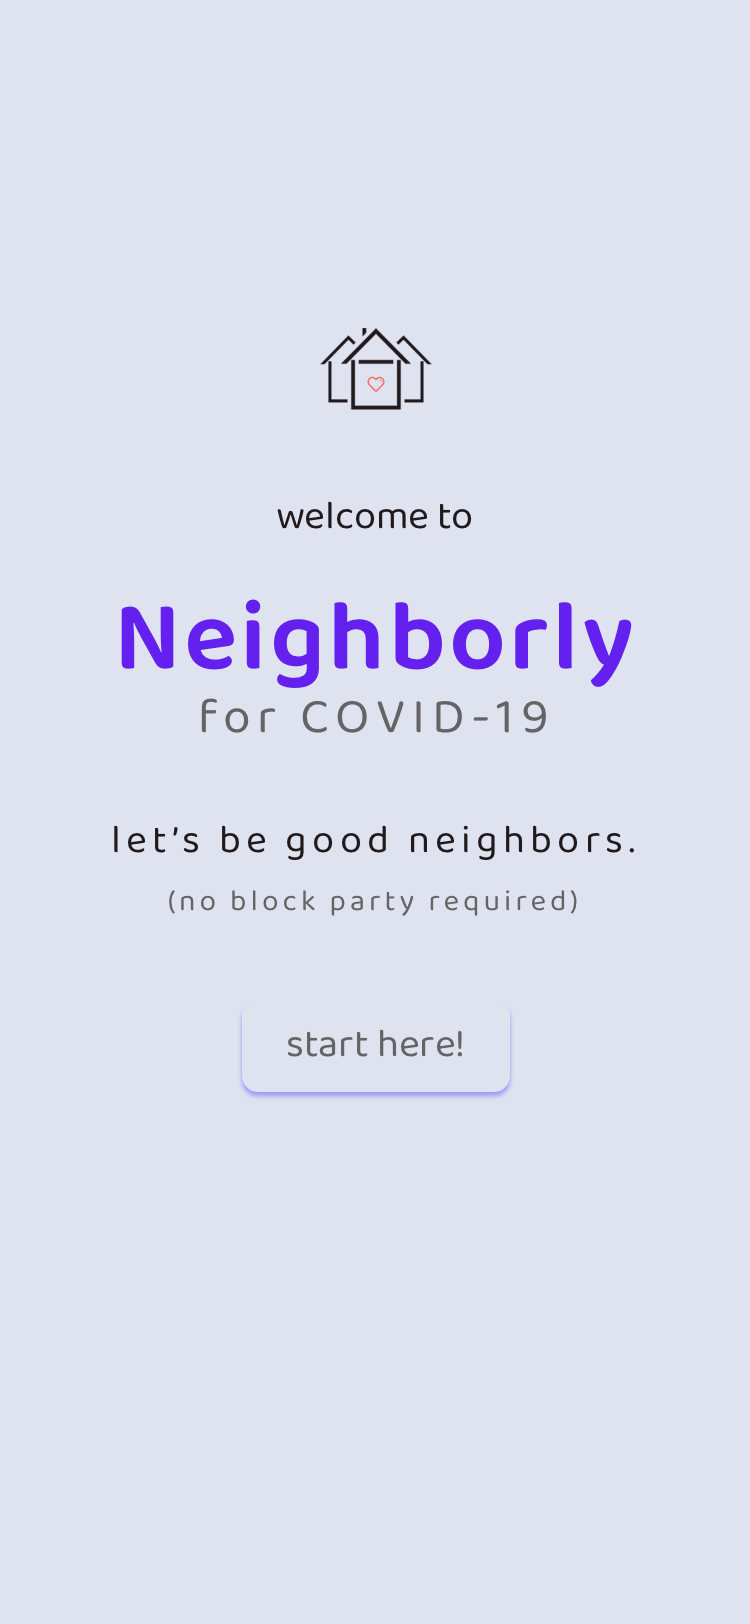 welcome to
Neighborly
for COVID-19
let's be good neighbors.
(no block party required)
start here!